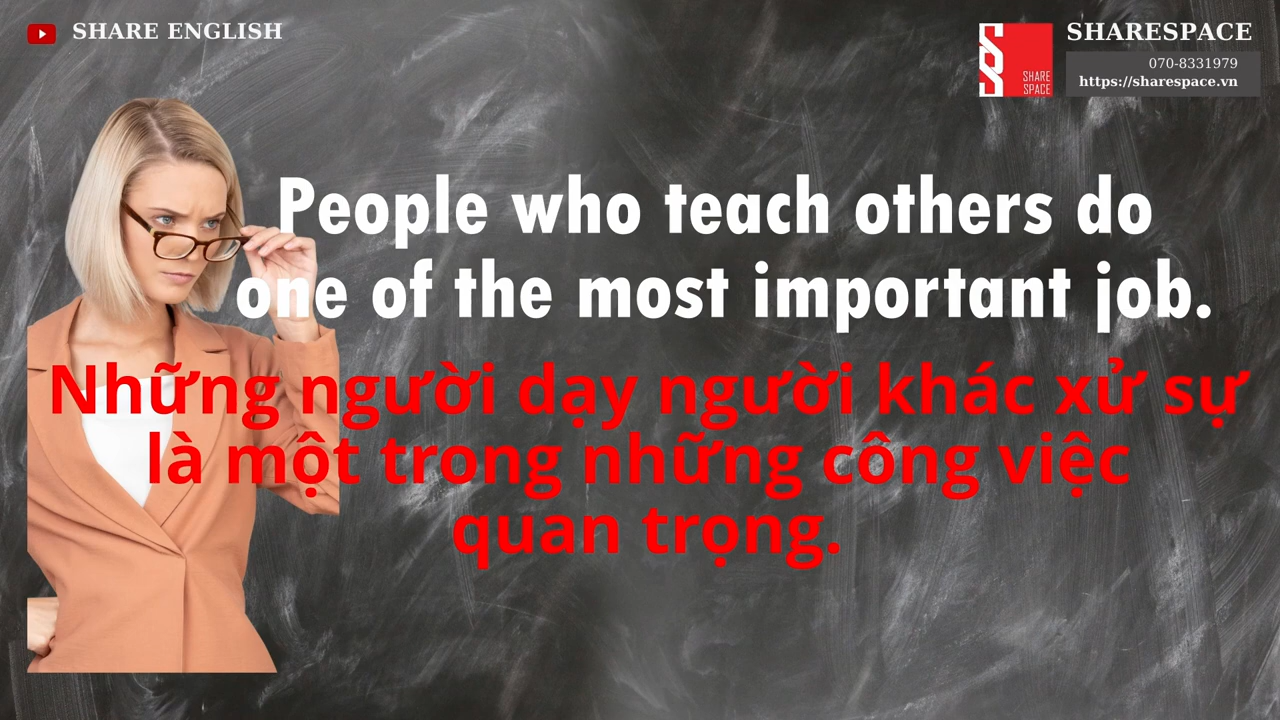 SHARE ENGLISH
SHARESPACE
070-8331979
https://sharespace.vn
SHARE
SPACE
People who teach others do
one of the most important job.
Những người dạy người khác xử sự
là một trong những công việc
quan trọng.